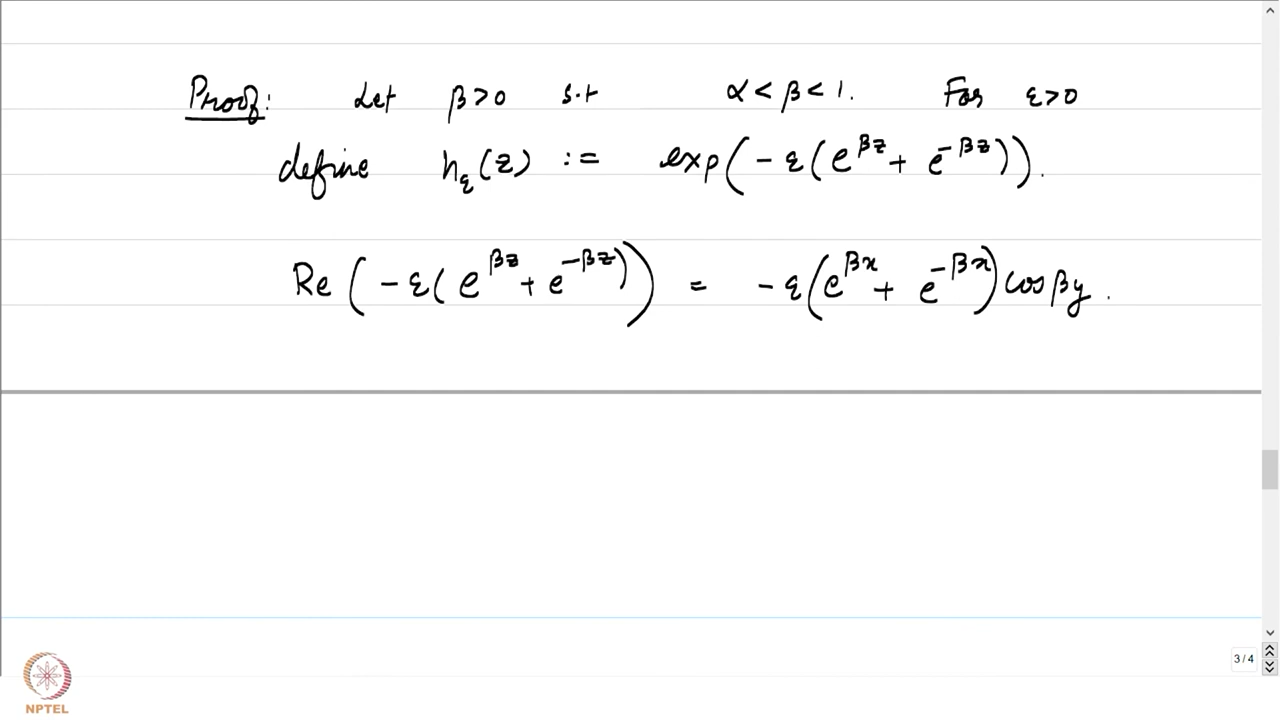 Proof: Let β>0 s.t α < β < 1. For ε>0
define h_ε(z) := exp(-ε(e^{βz} + e^{-βz})).
Re(-ε(e^{βz} + e^{-βz})) = -ε(e^{βx} + e^{-βx}) cos βy.
3 / 4
NPTEL